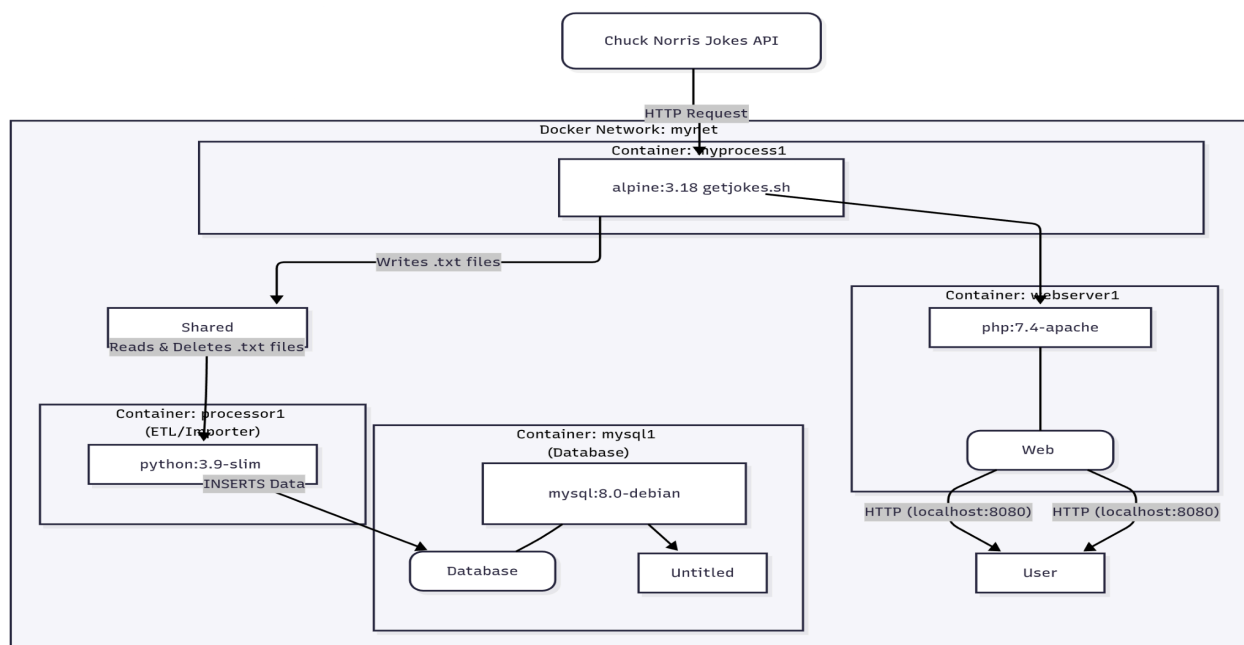 Chuck Norris Jokes API
HTTP Request
Docker Network: mynet
Container: myprocess1
alpine:3.18 getjokes.sh
Writes .txt files
Container: webserver1
php:7.4-apache
Shared
Reads & Deletes .txt files
Container: processor1
(ETL/Importer)
python:3.9-slim
INSERTS Data
Container: mysql1
(Database)
mysql:8.0-debian
Database
Untitled
Web
HTTP (localhost:8080)
HTTP (localhost:8080)
User